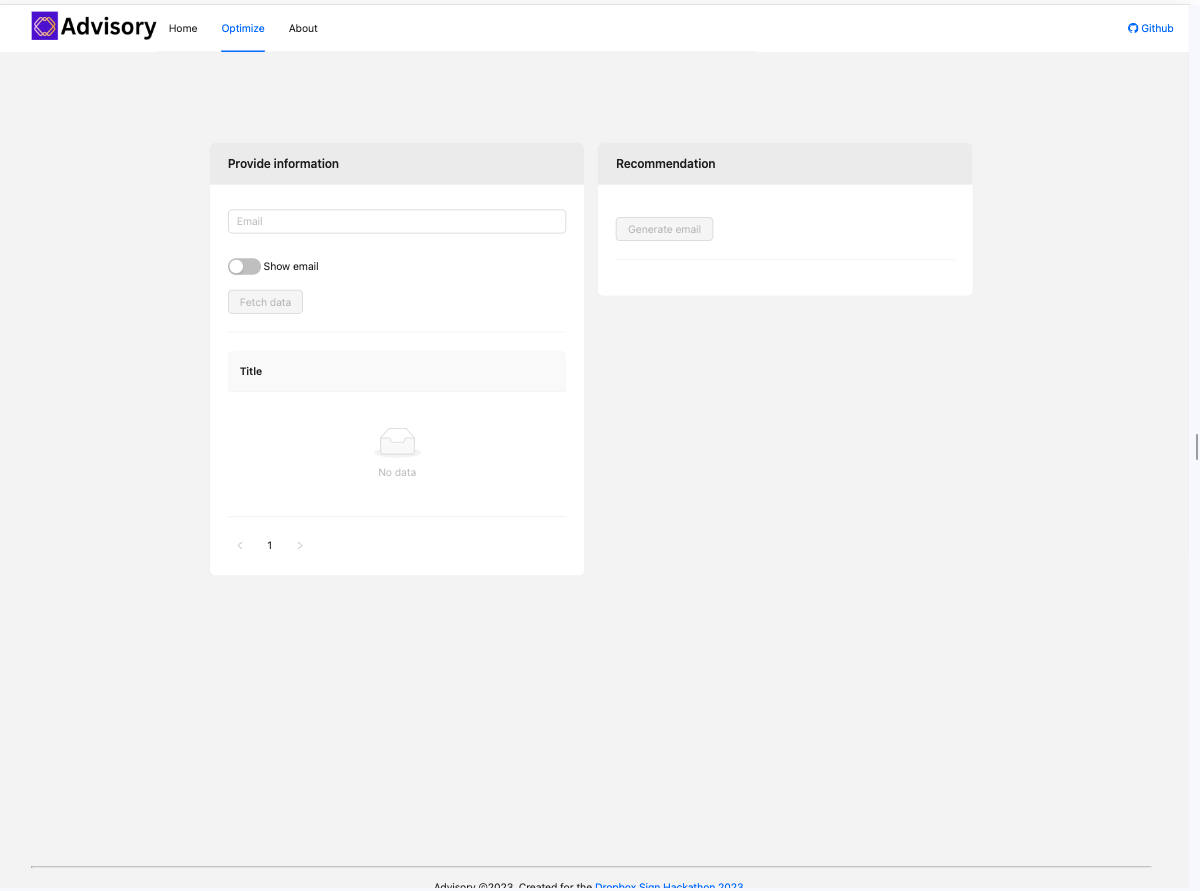 Advisory
Home
Optimize
About
Github
Provide information
Email
Show email
Fetch data
Title
No data
1
Recommendation
Generate email
Advisory ©2023. Created for the Dropbox Sign Hackathon 2023